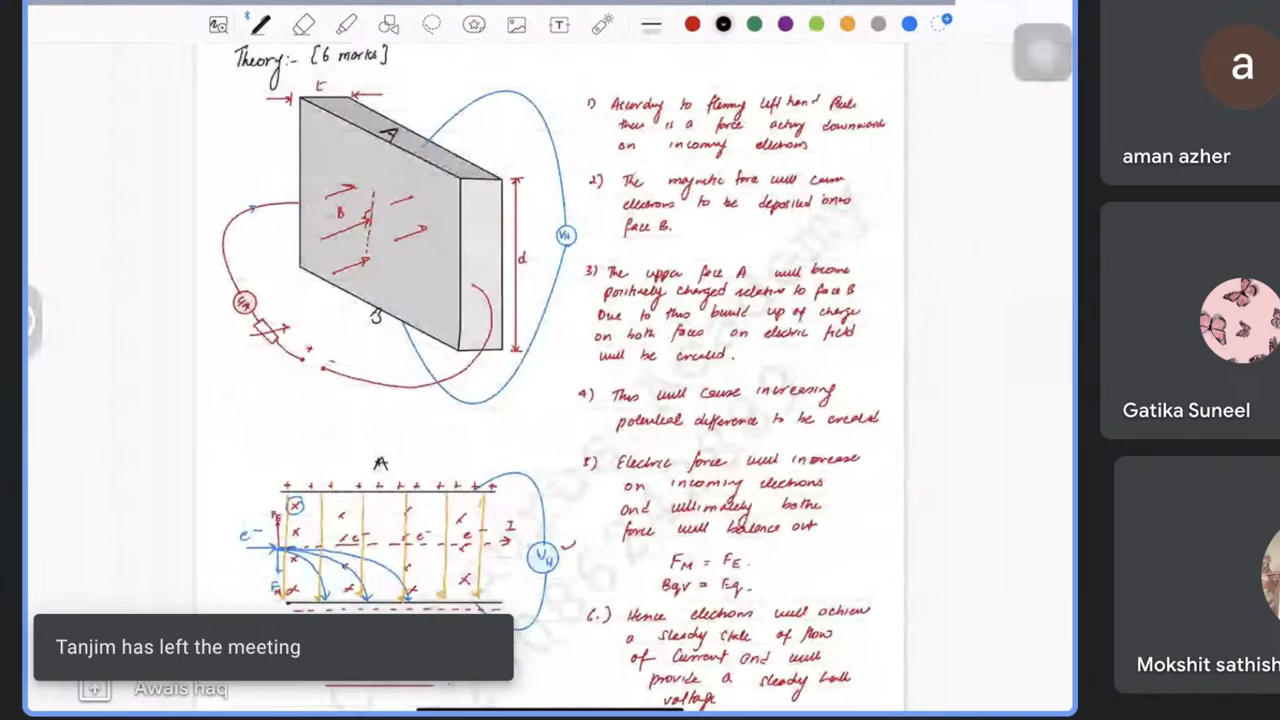 Theory:- [6 marks]
t
A
B
d
VH
B
+
-
1) According to fleming left hand Rule
there is a force acting downwards
on incoming electrons
2) The magnetic force will cause
electrons to be deposited onto
face B.
3) The upper face A will become
positively charged relative to face B
Due to this build up of charge
on both faces an electric field
will be created.
4) This will cause increasing
potential difference to be created
5) Electric force will increase
on incoming electrons
and ultimately bothe
force will balance out
FM = FE.
Bqv = Eq.
6.) Hence electrons will achieve
a steady state of flow
of current and will
provide a steady hall
voltage
A
+ + + + + + + + + + +
FE
e-
e- e- e-
I
VH
FM
Tanjim has left the meeting
Awais haq
a
aman azher
Gatika Suneel
Mokshit sathish